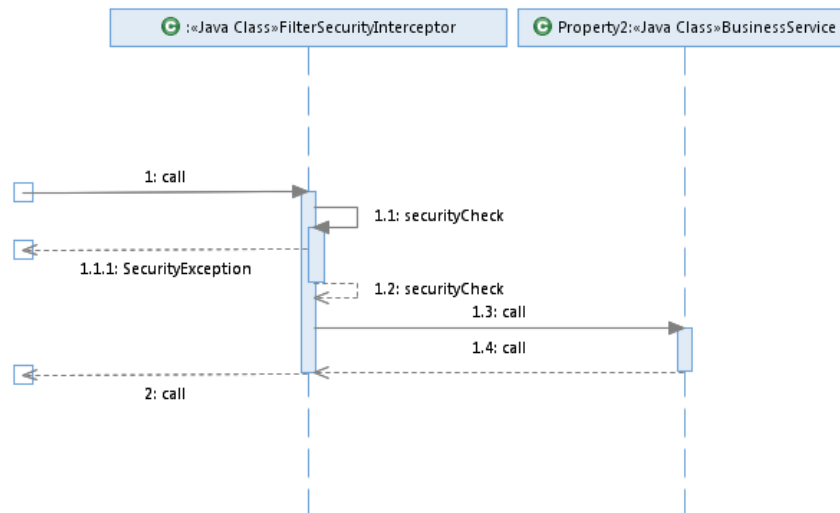 C :«Java Class»FilterSecurityInterceptor
C Property2:«Java Class»BusinessService
1: call
1.1: securityCheck
1.1.1: SecurityException
1.2: securityCheck
1.3: call
1.4: call
2: call